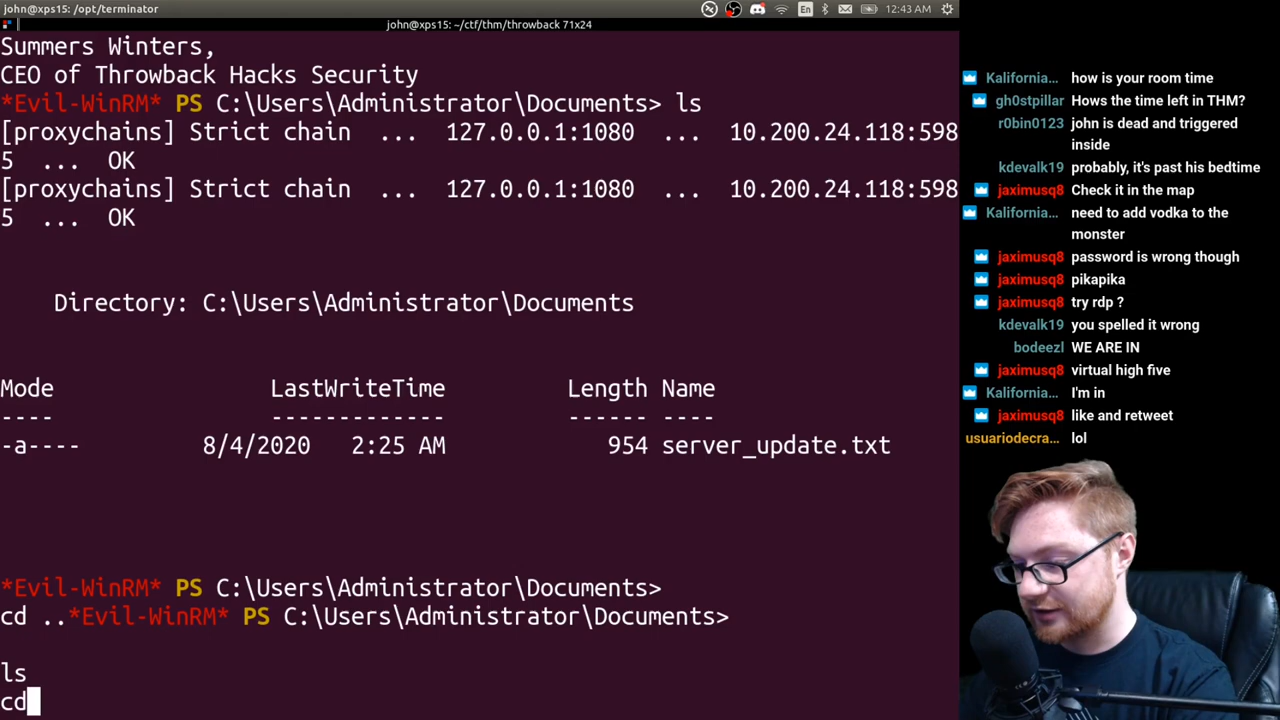 john@xps15: /opt/terminator
En
12:43 AM
john@xps15: ~/ctf/thm/throwback 71x24
Summers Winters,
CEO of Throwback Hacks Security
*Evil-WinRM* PS C:\Users\Administrator\Documents> ls
[proxychains] Strict chain  ...  127.0.0.1:1080  ...  10.200.24.118:598
5  ...  OK
[proxychains] Strict chain  ...  127.0.0.1:1080  ...  10.200.24.118:598
5  ...  OK
Directory: C:\Users\Administrator\Documents
Mode                LastWriteTime         Length Name
----                -------------         ------ ----
-a----         8/4/2020   2:25 AM            954 server_update.txt
*Evil-WinRM* PS C:\Users\Administrator\Documents>
cd ..*Evil-WinRM* PS C:\Users\Administrator\Documents>
ls
cd
Kalifornia... how is your room time
gh0stpillar Hows the time left in THM?
r0bin0123 john is dead and triggered
inside
kdevalk19 probably, it's past his bedtime
jaximusq8 Check it in the map
Kalifornia... need to add vodka to the
monster
jaximusq8 password is wrong though
jaximusq8 pikapika
jaximusq8 try rdp ?
kdevalk19 you spelled it wrong
bodeezl WE ARE IN
jaximusq8 virtual high five
Kalifornia... I'm in
jaximusq8 like and retweet
usuariodecra... lol